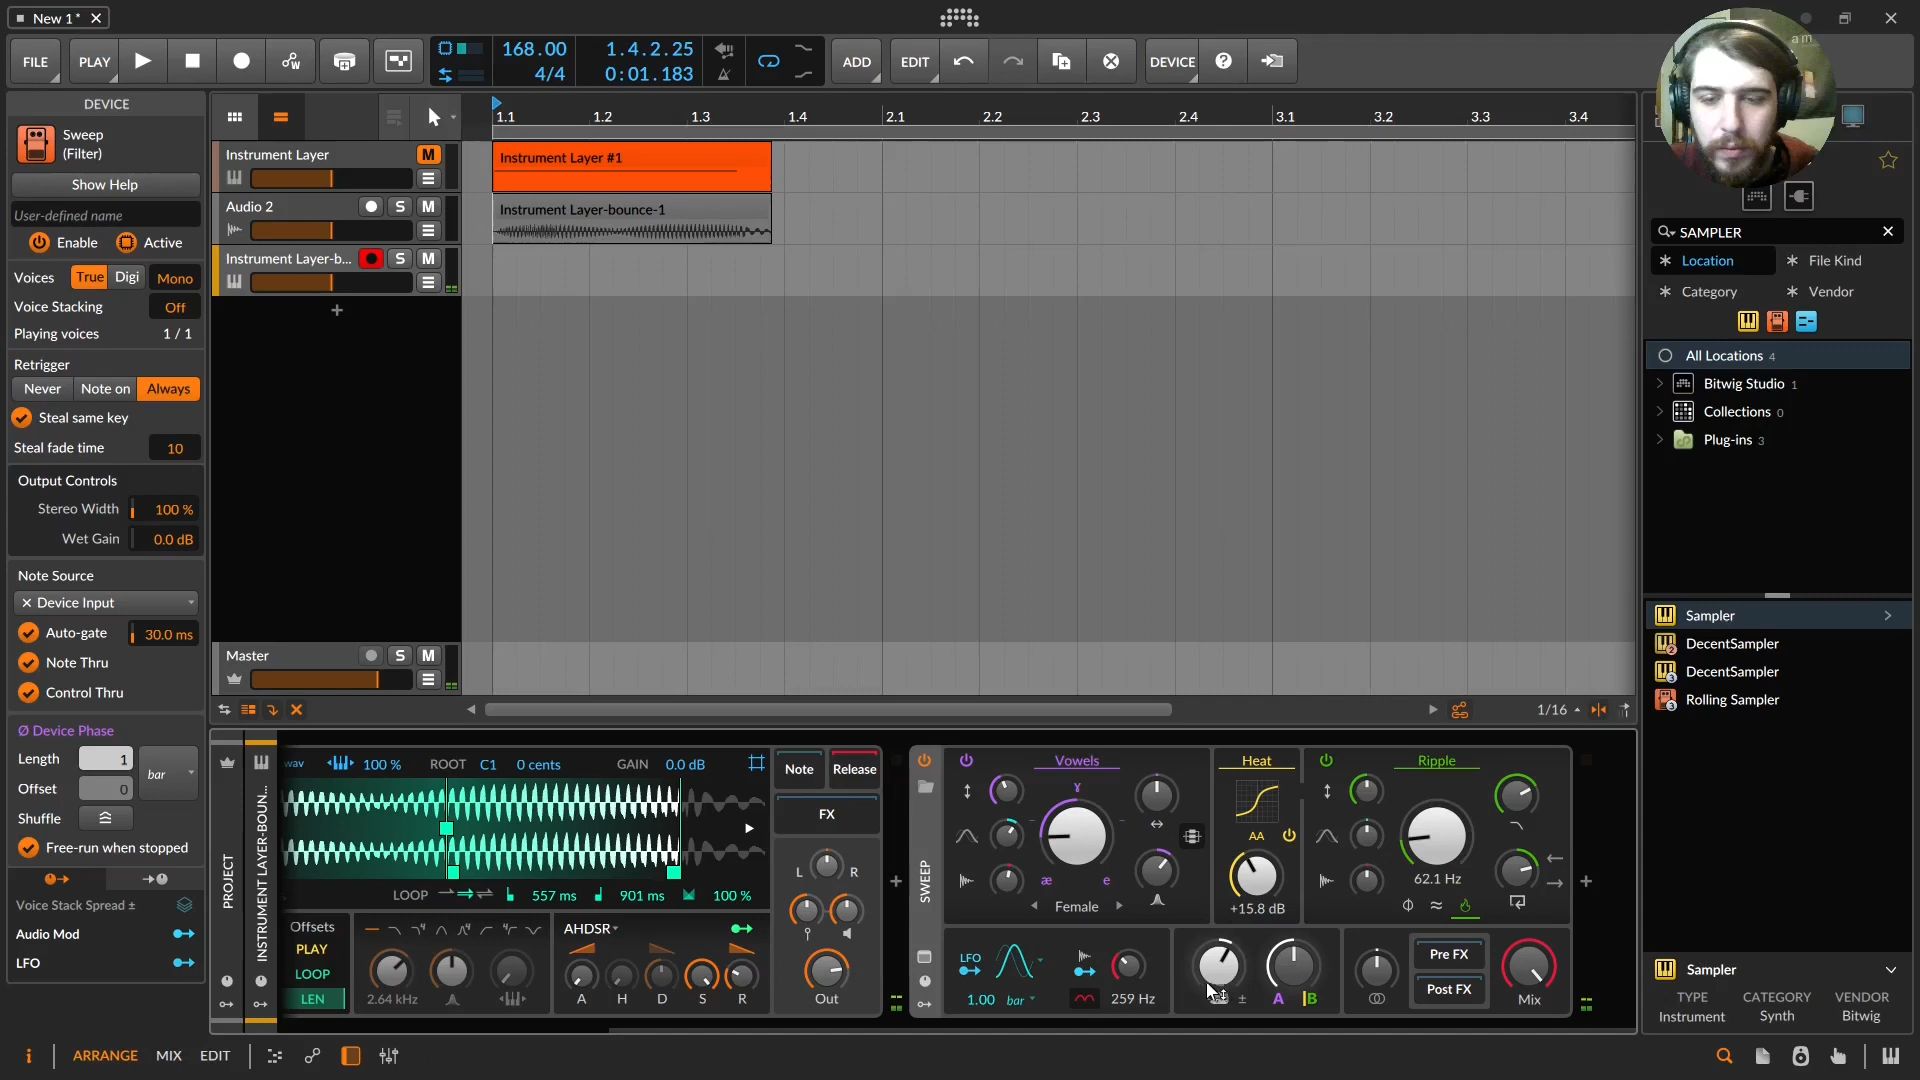 New 1*
FILE
PLAY
168.00
4/4
1.4.2.25
0:01.183
ADD
EDIT
DEVICE
DEVICE
Sweep
(Filter)
Show Help
User-defined name
Enable
Active
Voices
True
Digi
Mono
Voice Stacking
Off
Playing voices
1 / 1
Retrigger
Never
Note on
Always
Steal same key
Steal fade time
10
Output Controls
Stereo Width
100 %
Wet Gain
0.0 dB
Note Source
Device Input
Auto-gate
30.0 ms
Note Thru
Control Thru
Ø Device Phase
Length
1
bar
Offset
0
Shuffle
Free-run when stopped
Voice Stack Spread ±
Audio Mod
LFO
1.1
1.2
1.3
1.4
2.1
2.2
2.3
2.4
3.1
3.2
3.3
3.4
Instrument Layer
M
Instrument Layer #1
Audio 2
S
M
Instrument Layer-bounce-1
Instrument Layer-b...
S
M
Master
S
M
1/16
PROJECT
INSTRUMENT LAYER-BOUN...
wav
100 %
ROOT
C1
0 cents
GAIN
0.0 dB
LOOP
557 ms
901 ms
100 %
Offsets
PLAY
LOOP
LEN
2.64 kHz
AHDSR
A
H
D
S
R
Note
Release
FX
L
R
Out
SWEEP
Vowels
æ
e
Female
Heat
AA
+15.8 dB
Ripple
62.1 Hz
LFO
1.00
bar
259 Hz
±
A
B
Pre FX
Post FX
Mix
SAMPLER
Location
File Kind
Category
Vendor
All Locations 4
Bitwig Studio 1
Collections 0
Plug-ins 3
Sampler
DecentSampler
DecentSampler
Rolling Sampler
Sampler
TYPE
CATEGORY
VENDOR
Instrument
Synth
Bitwig
ARRANGE
MIX
EDIT